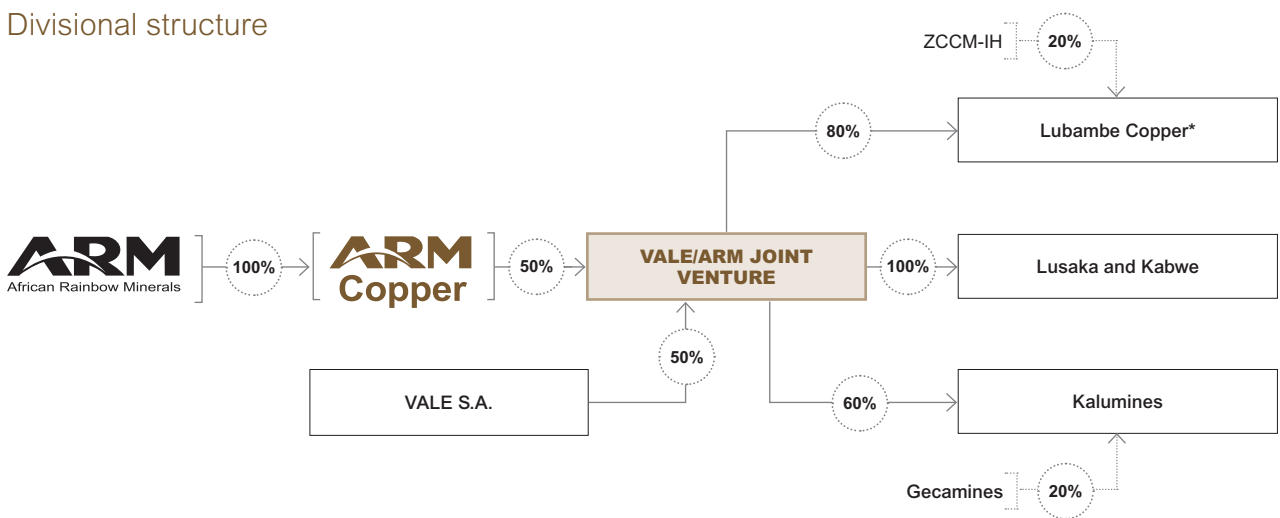 Divisional structure
ZCCM-IH
20%
80%
Lubambe Copper*
ARM
African Rainbow Minerals
100%
ARM
Copper
50%
VALE/ARM JOINT
VENTURE
100%
Lusaka and Kabwe
50%
VALE S.A.
60%
Kalumines
Gecamines
20%